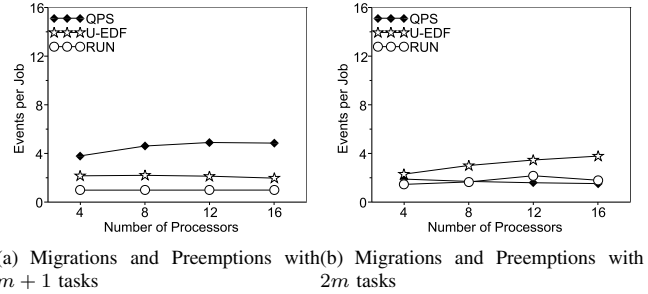 16
12
8
4
0
Events per Job
QPS
U-EDF
RUN
4 8 12 16
Number of Processors
16
12
8
4
0
Events per Job
QPS
U-EDF
RUN
4 8 12 16
Number of Processors
(a) Migrations and Preemptions with
m + 1 tasks
(b) Migrations and Preemptions with
2m tasks